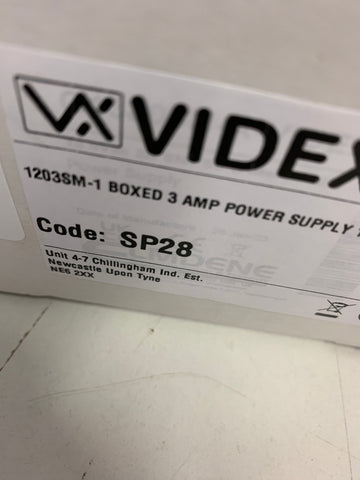 VIDEX
1203SM-1 BOXED 3 AMP POWER SUPPLY
Code: SP28
Unit 4-7 Chillingham Ind. Est.
Newcastle Upon Tyne
NE6 2XX